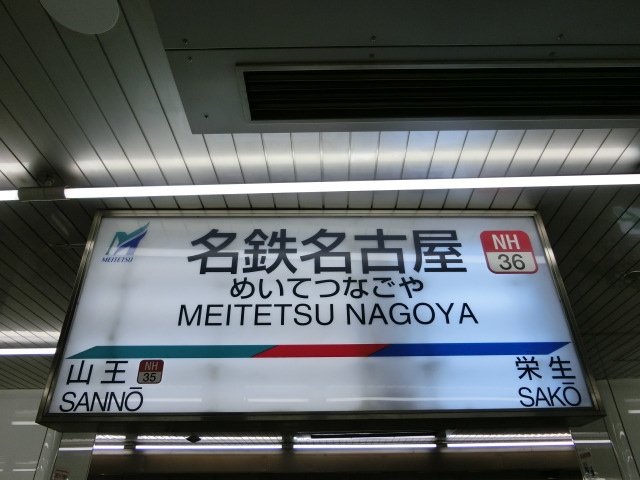 MEITETSU
名鉄名古屋
NH
36
めいてつなごや
MEITETSU NAGOYA
山王
NH
35
SANNŌ
栄生
SAKŌ